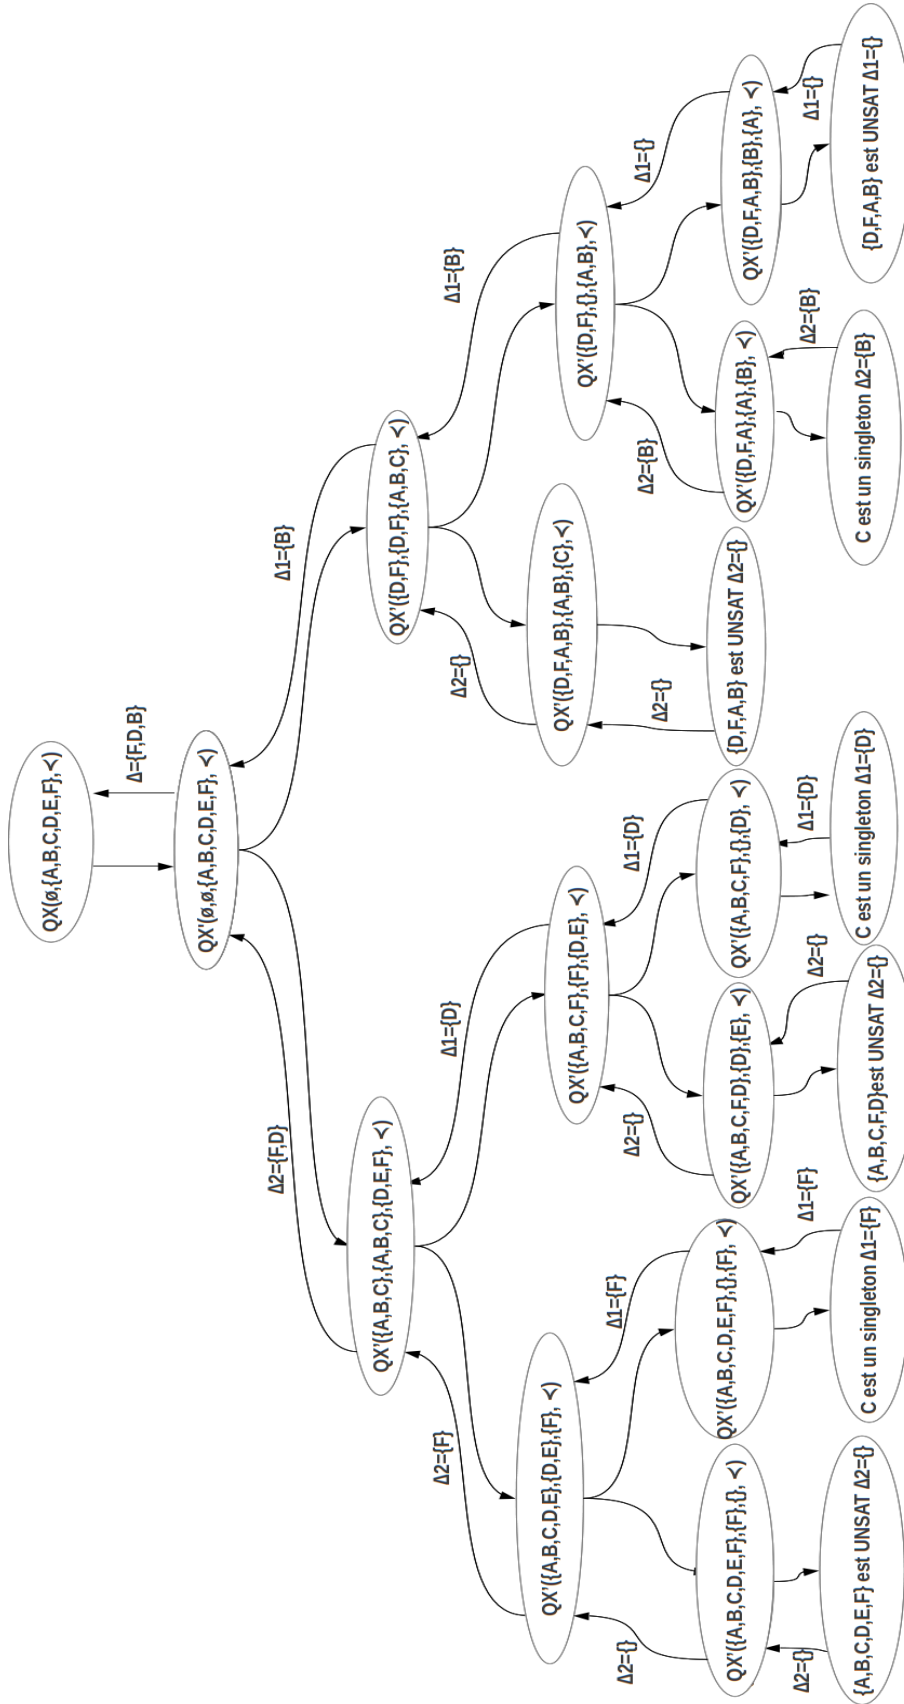 QX(ø,{A,B,C,D,E,F},≺)
Δ={F,D,B}
QX'(ø,ø,{A,B,C,D,E,F}, ≺)
Δ2={F,D}
Δ1={B}
QX'({A,B,C},{A,B,C},{D,E,F}, ≺)
QX'({D,F},{D,F},{A,B,C}, ≺)
Δ2={F}
Δ1={D}
Δ2={}
Δ1={B}
QX'({A,B,C,D,E},{D,E},{F}, ≺)
QX'({A,B,C,F},{F},{D,E}, ≺)
QX'({D,F,A,B},{A,B},{C},≺)
QX'({D,F},{},{A,B},≺)
Δ2={}
Δ1={F}
Δ2={}
Δ1={D}
Δ2={}
Δ2={B}
Δ1={}
QX'({A,B,C,D,E,F},{F},{}, ≺)
QX'({A,B,C,D,E,F},{},{F}, ≺)
QX'({A,B,C,F,D},{D},{E}, ≺)
QX'({A,B,C,F},{},{D}, ≺)
{D,F,A,B} est UNSAT Δ2={}
QX'({D,F,A},{A},{B}, ≺)
QX'({D,F,A,B},{B},{A}, ≺)
Δ2={}
Δ1={F}
Δ2={}
Δ1={D}
Δ2={B}
Δ1={}
{A,B,C,D,E,F} est UNSAT Δ2={}
C est un singleton Δ1={F}
{A,B,C,F,D}est UNSAT Δ2={}
C est un singleton Δ1={D}
C est un singleton Δ2={B}
{D,F,A,B} est UNSAT Δ1={}